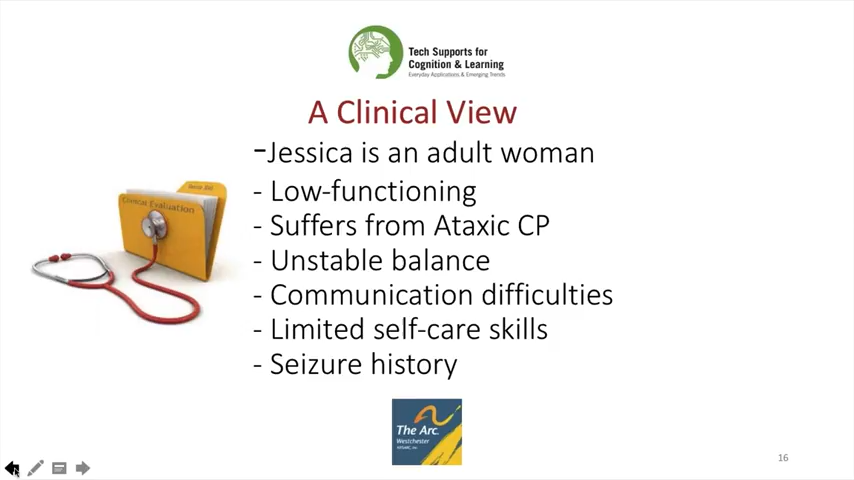 Tech Supports for
Cognition & Learning
Everyday Applications & Emerging Trends
A Clinical View
-Jessica is an adult woman
- Low-functioning
- Suffers from Ataxic CP
- Unstable balance
- Communication difficulties
- Limited self-care skills
- Seizure history
Clinical Evaluation
The Arc.
Westchester
16